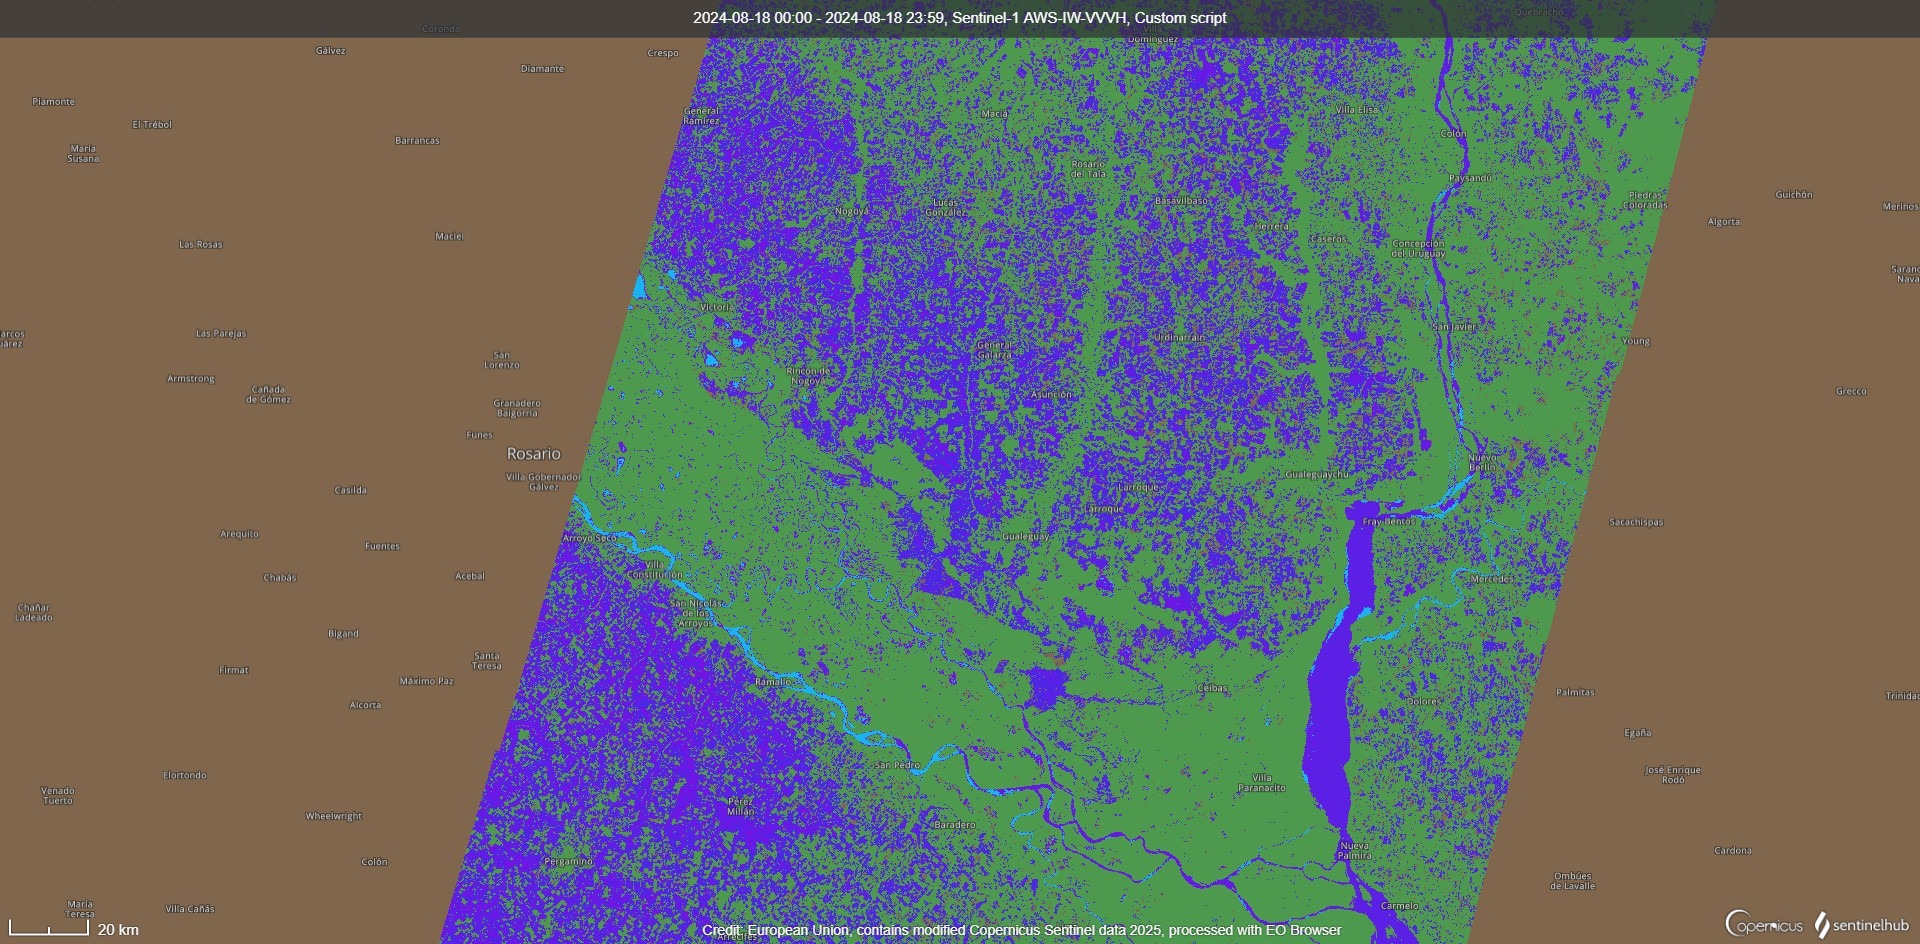 2024-08-18 00:00 - 2024-08-18 23:59, Sentinel-1 AWS-IW-VVVH, Custom script
Coronda
Quebracho
Domínguez
Gálvez
Crespo
Diamante
Piamonte
El Trébol
General
Ramírez
Maciá
Villa Elisa
Colón
María
Susana
Barrancas
Rosario
del Tala
Paysandú
Piedras
Coloradas
Guichón
Merinos
Nogoyá
Lucas
González
Basavilbaso
Algorta
Las Rosas
Maciel
Herrera
Caseros
Concepción
del Uruguay
Victoria
San Javier
Las Parejas
Urdinarrain
Young
San
Lorenzo
General
Galarza
Armstrong
Cañada
de Gómez
Rincón de
Nogoyá
Asunción
Grecco
Granadero
Baigorria
Funes
Rosario
Nuevo
Berlín
Villa Gobernador
Gálvez
Gualeguaychú
Casilda
Larroque
Larroque
Fray Bentos
Sacachispas
Arequito
Fuentes
Arroyo Seco
Gualeguay
Chabás
Acebal
Villa
Constitución
Mercedes
Chañar
Ladeado
San Nicolás
de los
Arroyos
Bigand
Firmat
Santa
Teresa
Máximo Paz
Ramallo
Ceibas
Palmitas
Alcorta
Dolores
Egaña
Elortondo
San Pedro
José Enrique
Rodó
Venado
Tuerto
Villa
Paranacito
Pérez
Millán
Wheelwright
Baradero
Colón
Pergamino
Nueva
Palmira
Cardona
Ombúes
de Lavalle
María
Teresa
Villa Cañás
Carmelo
20 km
Arrecifes
Credit: European Union, contains modified Copernicus Sentinel data 2025, processed with EO Browser
Copernicus
sentinelhub